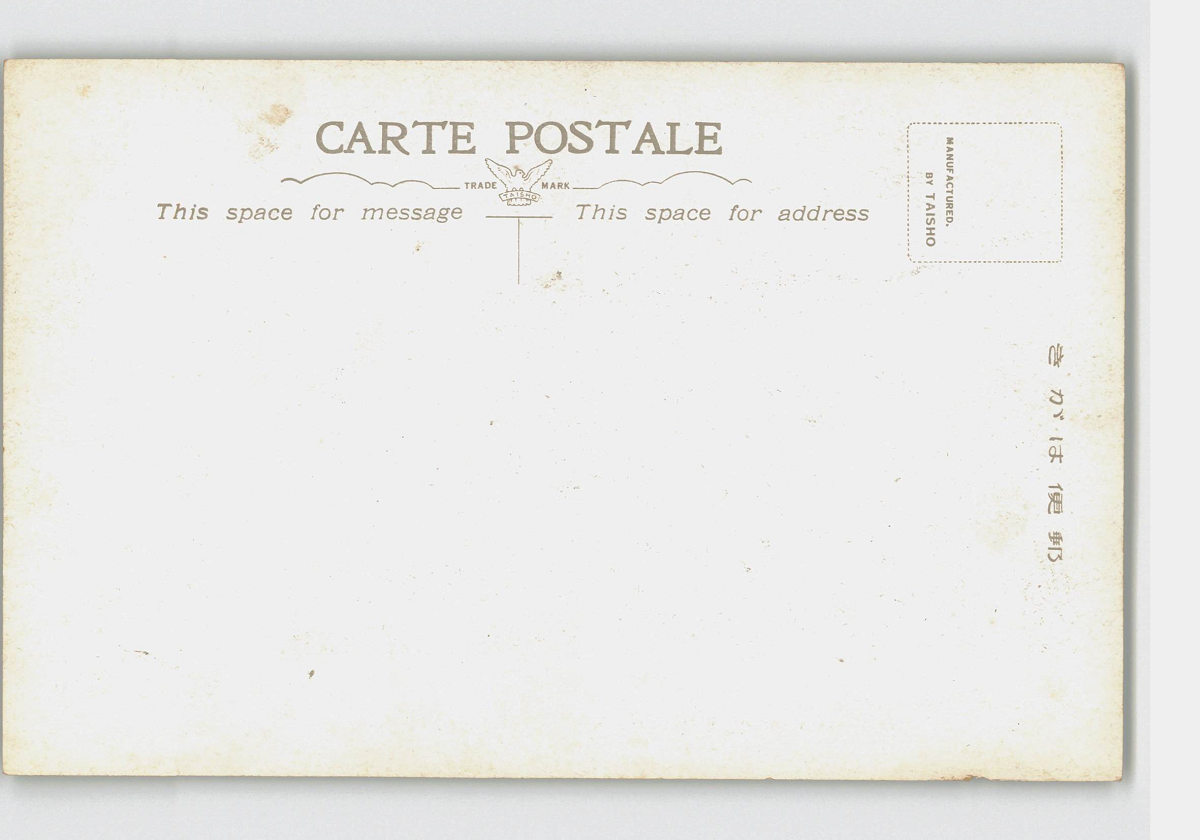 CARTE POSTALE
TRADE MARK
TAISHO
This space for message
This space for address
MANUFACTURED.
BY TAISHO
きがは便郵